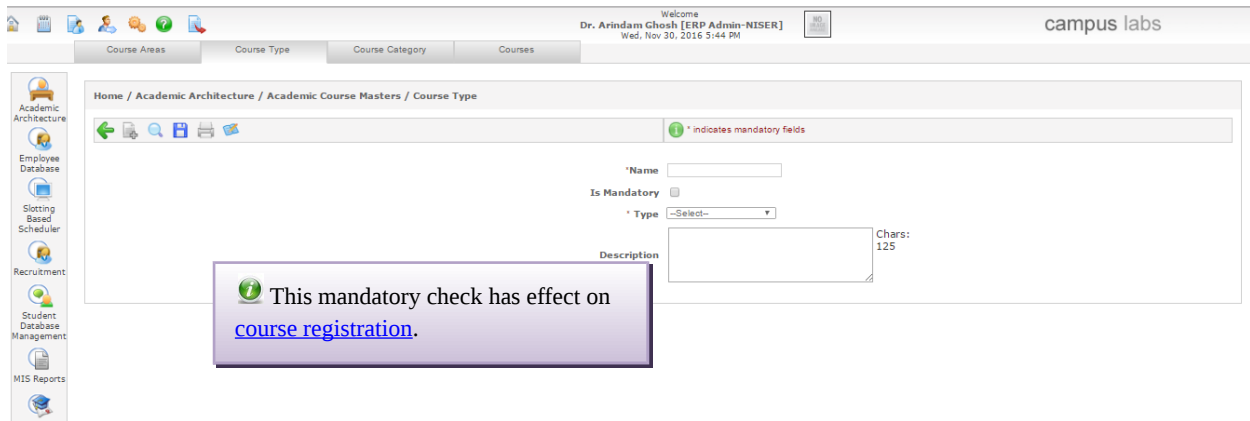 Welcome
Dr. Arindam Ghosh [ERP Admin-NISER]
Wed, Nov 30, 2016 5:44 PM
campus labs
Course Areas
Course Type
Course Category
Courses
Academic
Architecture
Employee
Database
Slotting
Based
Scheduler
Recruitment
Student
Database
Management
MIS Reports
Home / Academic Architecture / Academic Course Masters / Course Type
* indicates mandatory fields
*Name
Is Mandatory
* Type --Select--
Description
Chars:
125
This mandatory check has effect on
course registration.